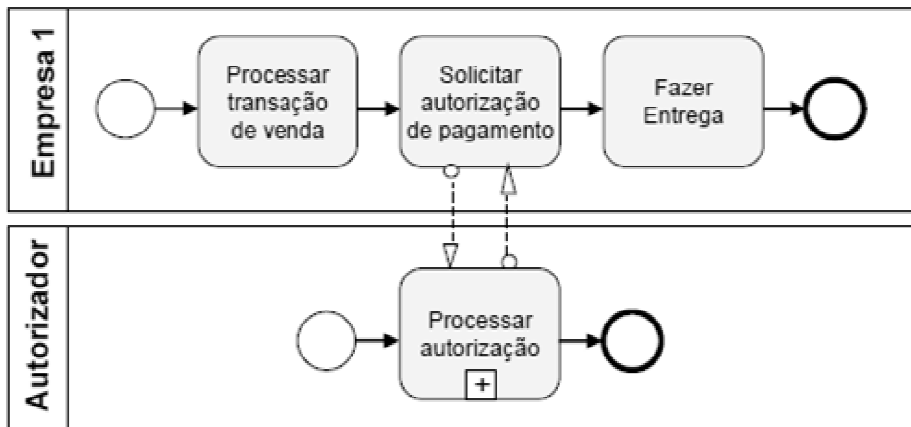 Empresa 1
Processar
transação
de venda
Solicitar
autorização
de pagamento
Fazer
Entrega
Autorizador
Processar
autorização
+